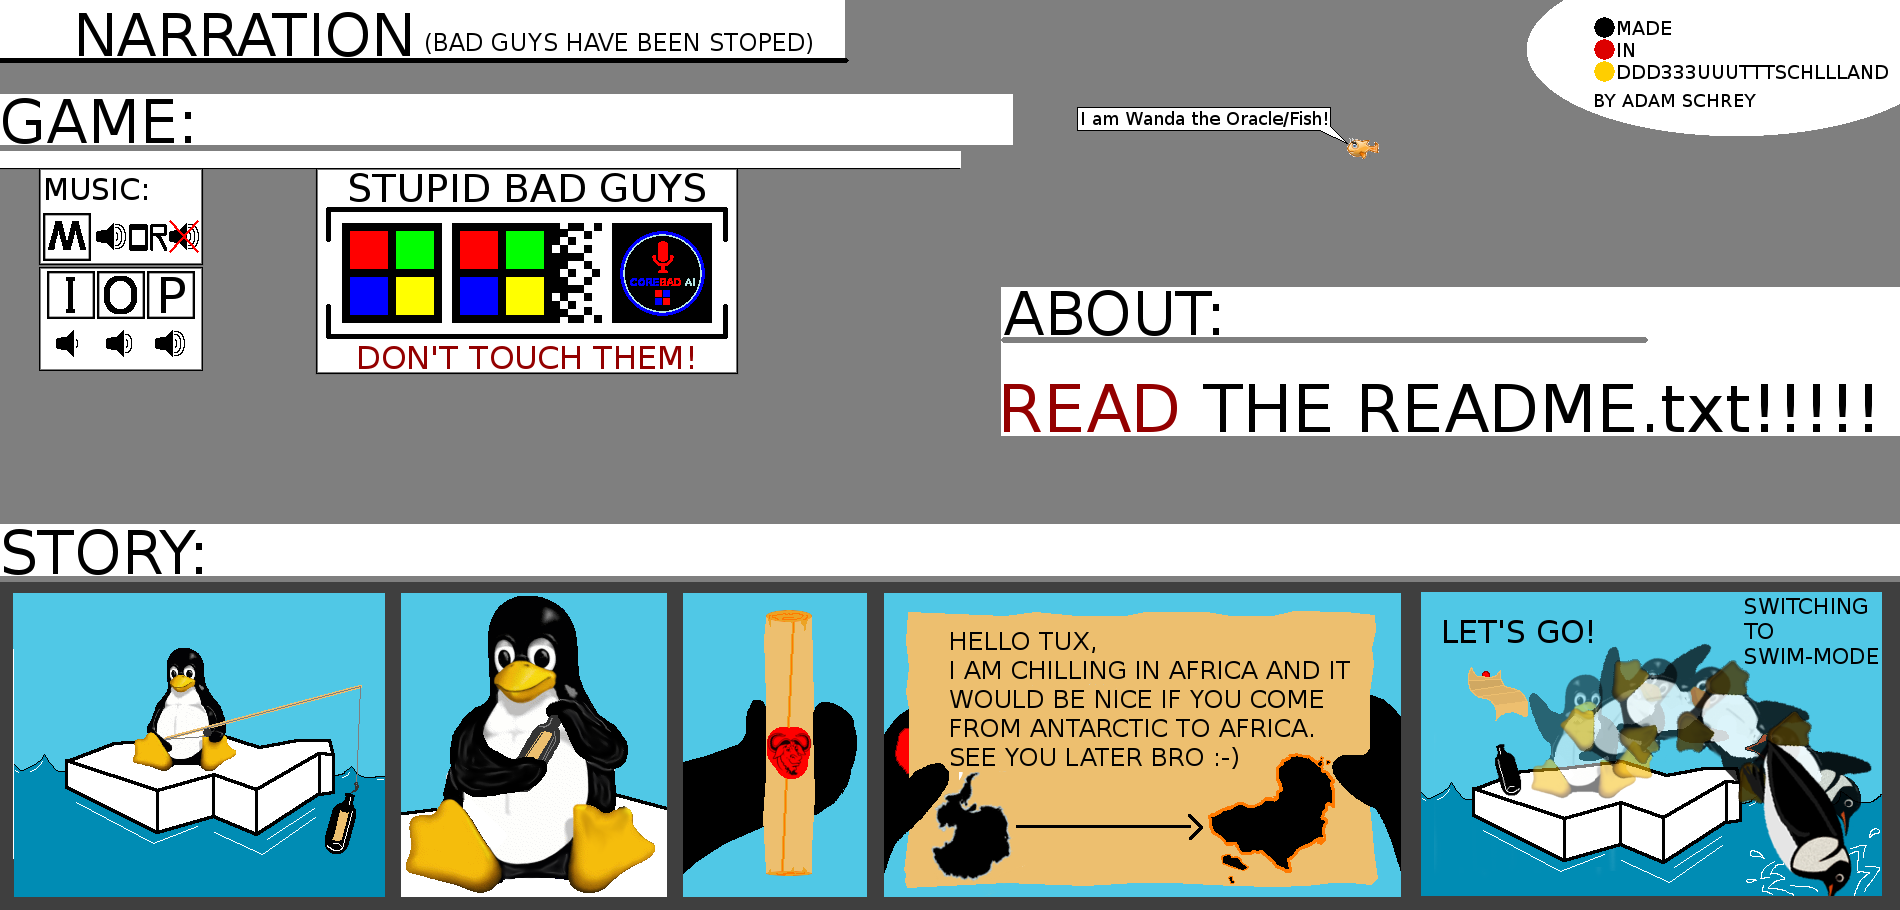 NARRATION (BAD GUYS HAVE BEEN STOPED)
MADE
IN
DDD333UUUTTTSCHLLLAND
BY ADAM SCHREY
GAME:
I am Wanda the Oracle/Fish!
MUSIC:
M OR
I O P
STUPID BAD GUYS
COREBAD AI
DON'T TOUCH THEM!
ABOUT:
READ THE README.txt!!!!!
STORY:
HELLO TUX,
I AM CHILLING IN AFRICA AND IT
WOULD BE NICE IF YOU COME
FROM ANTARCTIC TO AFRICA.
SEE YOU LATER BRO :-)
LET'S GO!
SWITCHING
TO
SWIM-MODE